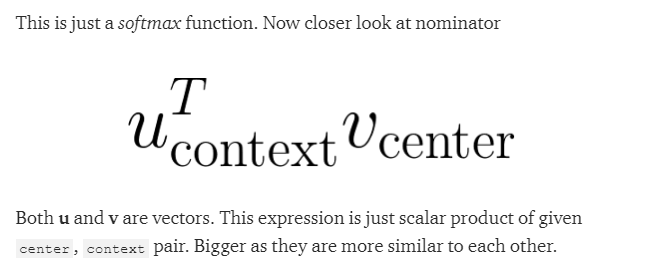 This is just a softmax function. Now closer look at nominator
u^T_context v_center
Both u and v are vectors. This expression is just scalar product of given
center, context pair. Bigger as they are more similar to each other.